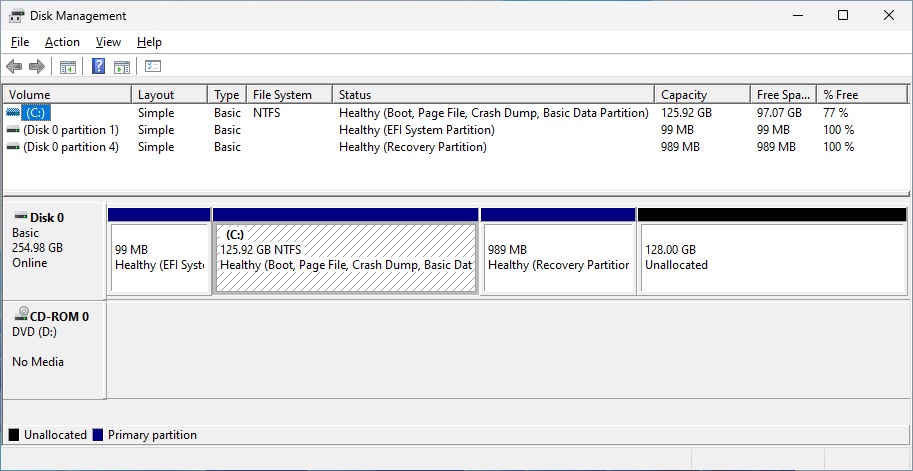 Disk Management
File Action View Help
Volume Layout Type File System Status Capacity Free Spa... % Free
(C:) Simple Basic NTFS Healthy (Boot, Page File, Crash Dump, Basic Data Partition) 125.92 GB 97.07 GB 77 %
(Disk 0 partition 1) Simple Basic Healthy (EFI System Partition) 99 MB 99 MB 100 %
(Disk 0 partition 4) Simple Basic Healthy (Recovery Partition) 989 MB 989 MB 100 %
Disk 0
Basic
254.98 GB
Online
99 MB
Healthy (EFI Syst
(C:)
125.92 GB NTFS
Healthy (Boot, Page File, Crash Dump, Basic Dat
989 MB
Healthy (Recovery Partitior
128.00 GB
Unallocated
CD-ROM 0
DVD (D:)
No Media
Unallocated Primary partition